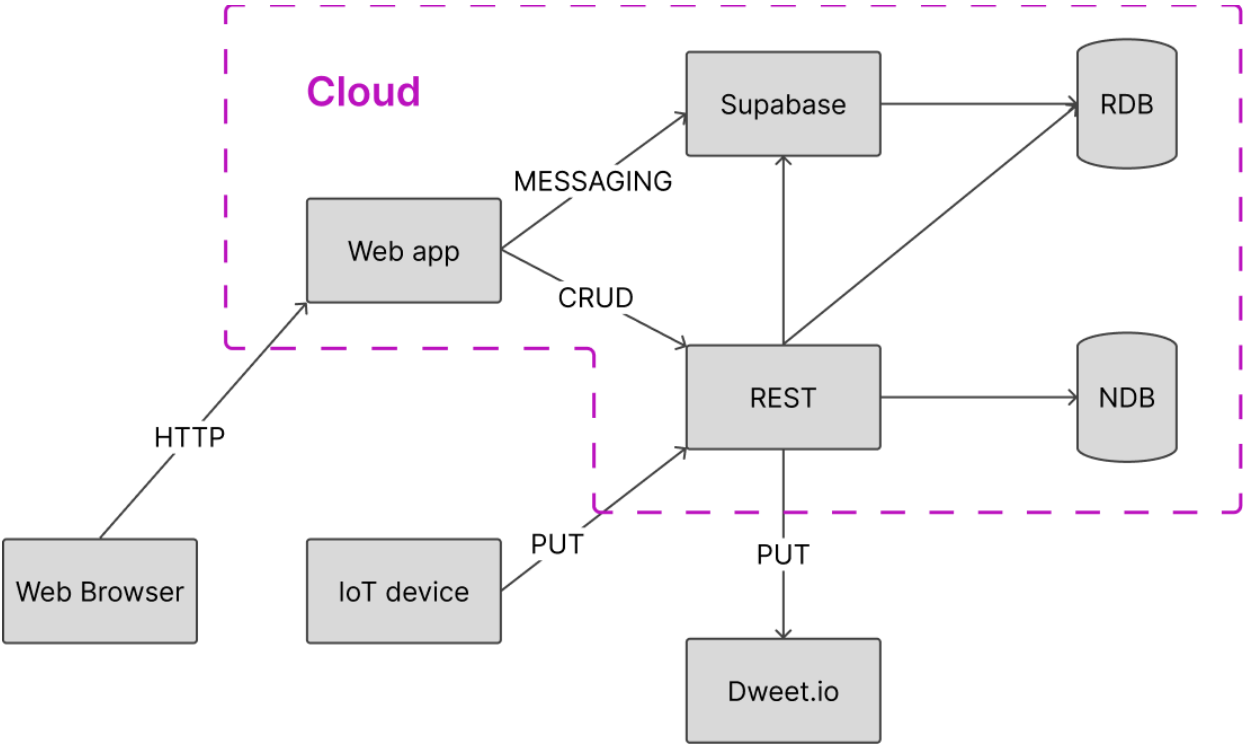 Cloud
Supabase
RDB
MESSAGING
Web app
CRUD
REST
NDB
HTTP
PUT
PUT
Web Browser
IoT device
Dweet.io